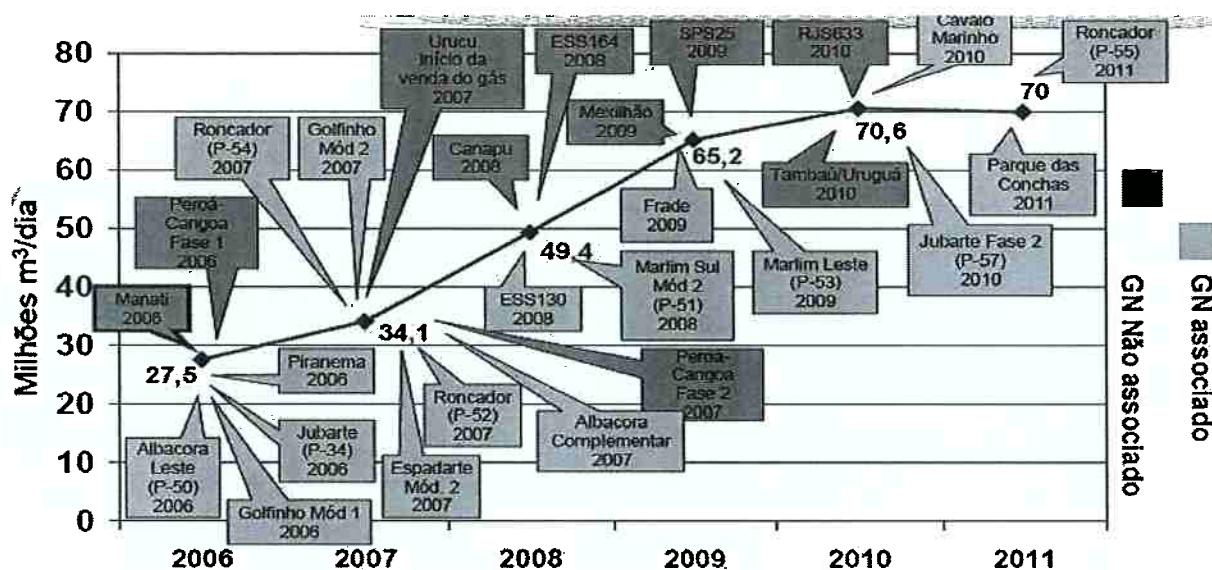 Milhões m³/dia
80
70
60
50
40
30
20
10
0
2006
2007
2008
2009
2010
2011
27,5
34,1
49,4
65,2
70,6
70
Manati
2006
Peroá-
Cangoa
Fase 1
2006
Albacora
Leste
(P-50)
2006
Golfinho Mód 1
2006
Jubarte
(P-34)
2006
Piranema
2006
Roncador
(P-54)
2007
Golfinho
Mód 2
2007
Urucu
Início da
venda do gás
2007
Espadarte
Mód. 2
2007
Roncador
(P-52)
2007
Albacora
Complementar
2007
Peroá-
Cangoa
Fase 2
2007
Canapu
2008
ESS164
2008
ESS130
2008
Marlim Sul
Mód 2
(P-51)
2008
Mexilhão
2009
SPS25
2009
Frade
2009
Marlim Leste
(P-53)
2009
RJS633
2010
Cavalo
Marinho
2010
Tambaú/Uruguá
2010
Jubarte Fase 2
(P-57)
2010
Roncador
(P-55)
2011
Parque das
Conchas
2011
GN Não associado
GN associado